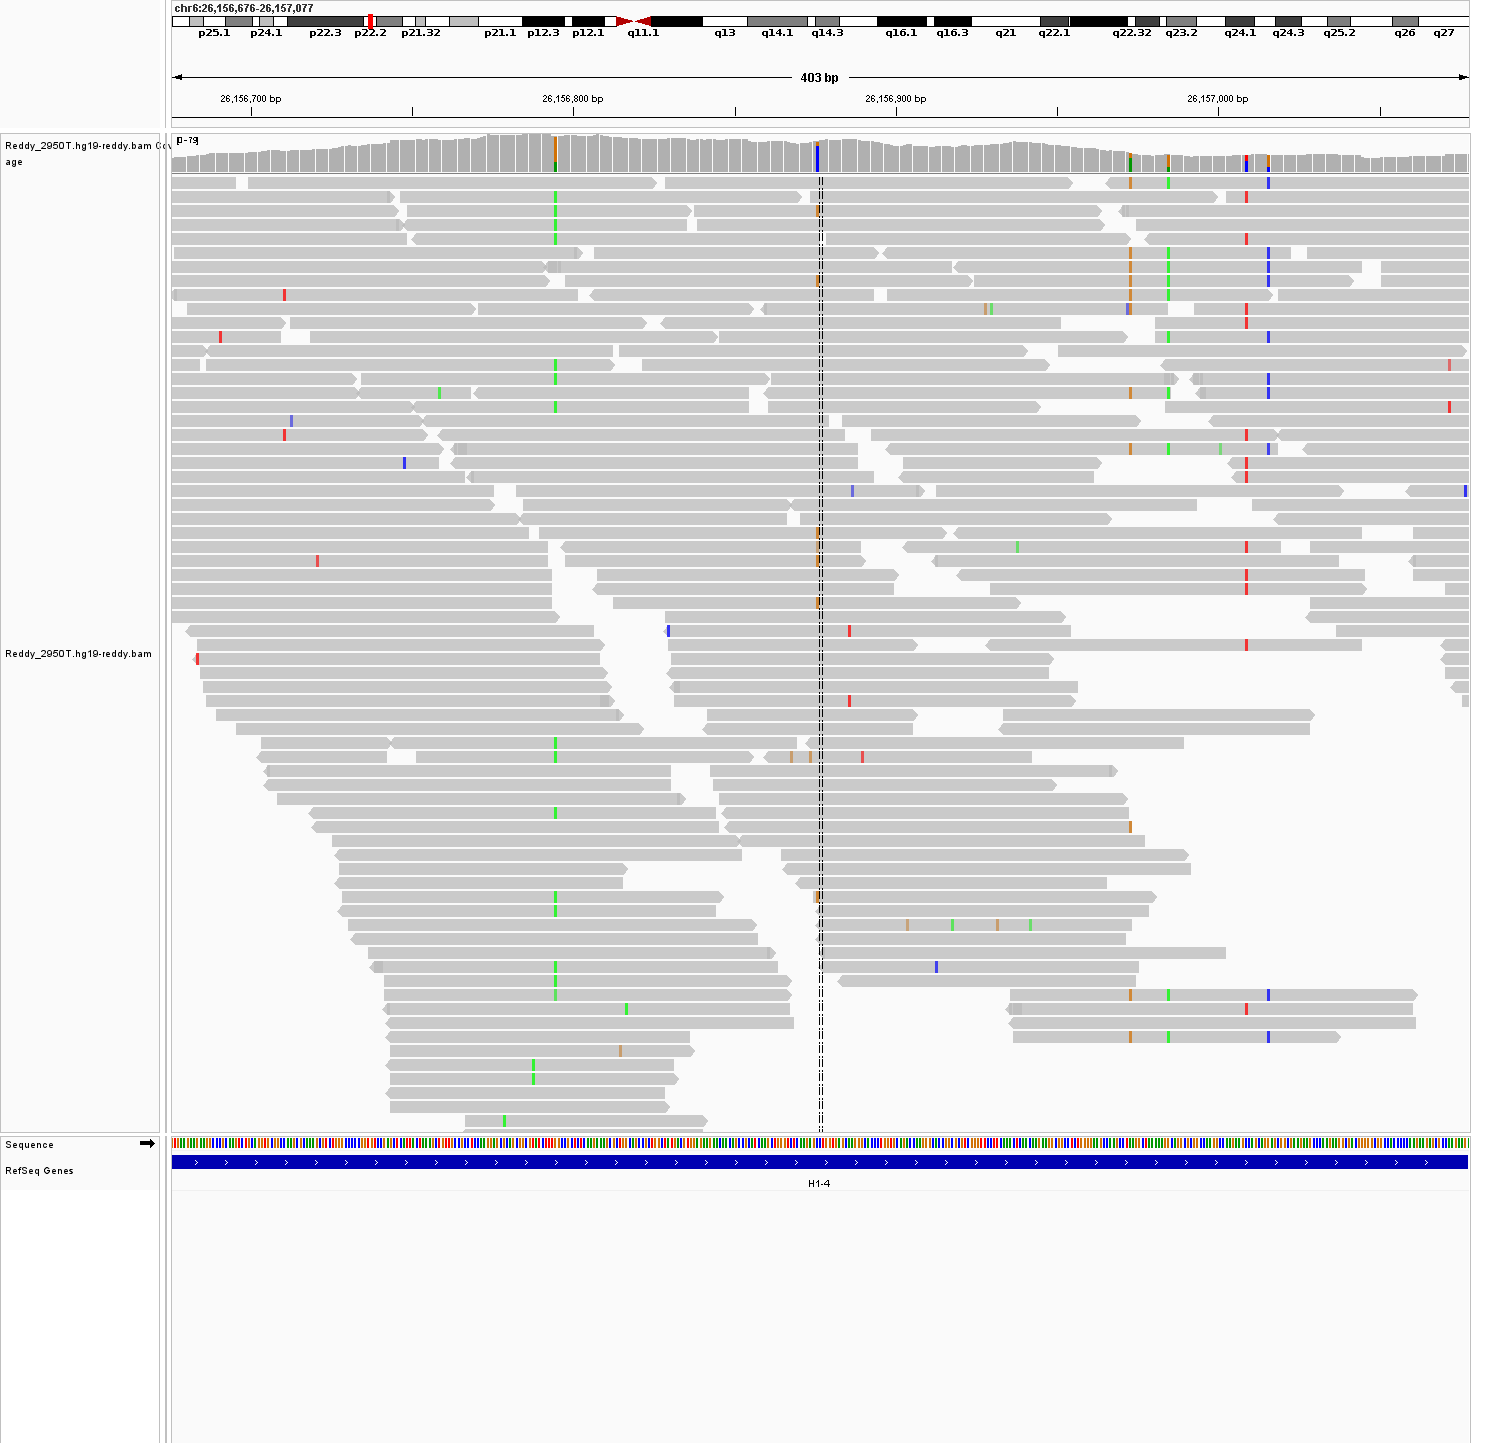 chr6:26,156,676-26,157,077
p25.1 p24.1 p22.3 p22.2 p21.32 p21.1 p12.3 p12.1 q11.1 q13 q14.1 q14.3 q16.1 q16.3 q21 q22.1 q22.32 q23.2 q24.1 q24.3 q25.2 q26 q27
403 bp
26,156,700 bp 26,156,800 bp 26,156,900 bp 26,157,000 bp
[0-79]
Reddy_2950T.hg19-reddy.bam Cov
age
Reddy_2950T.hg19-reddy.bam
Sequence
RefSeq Genes
H1-4